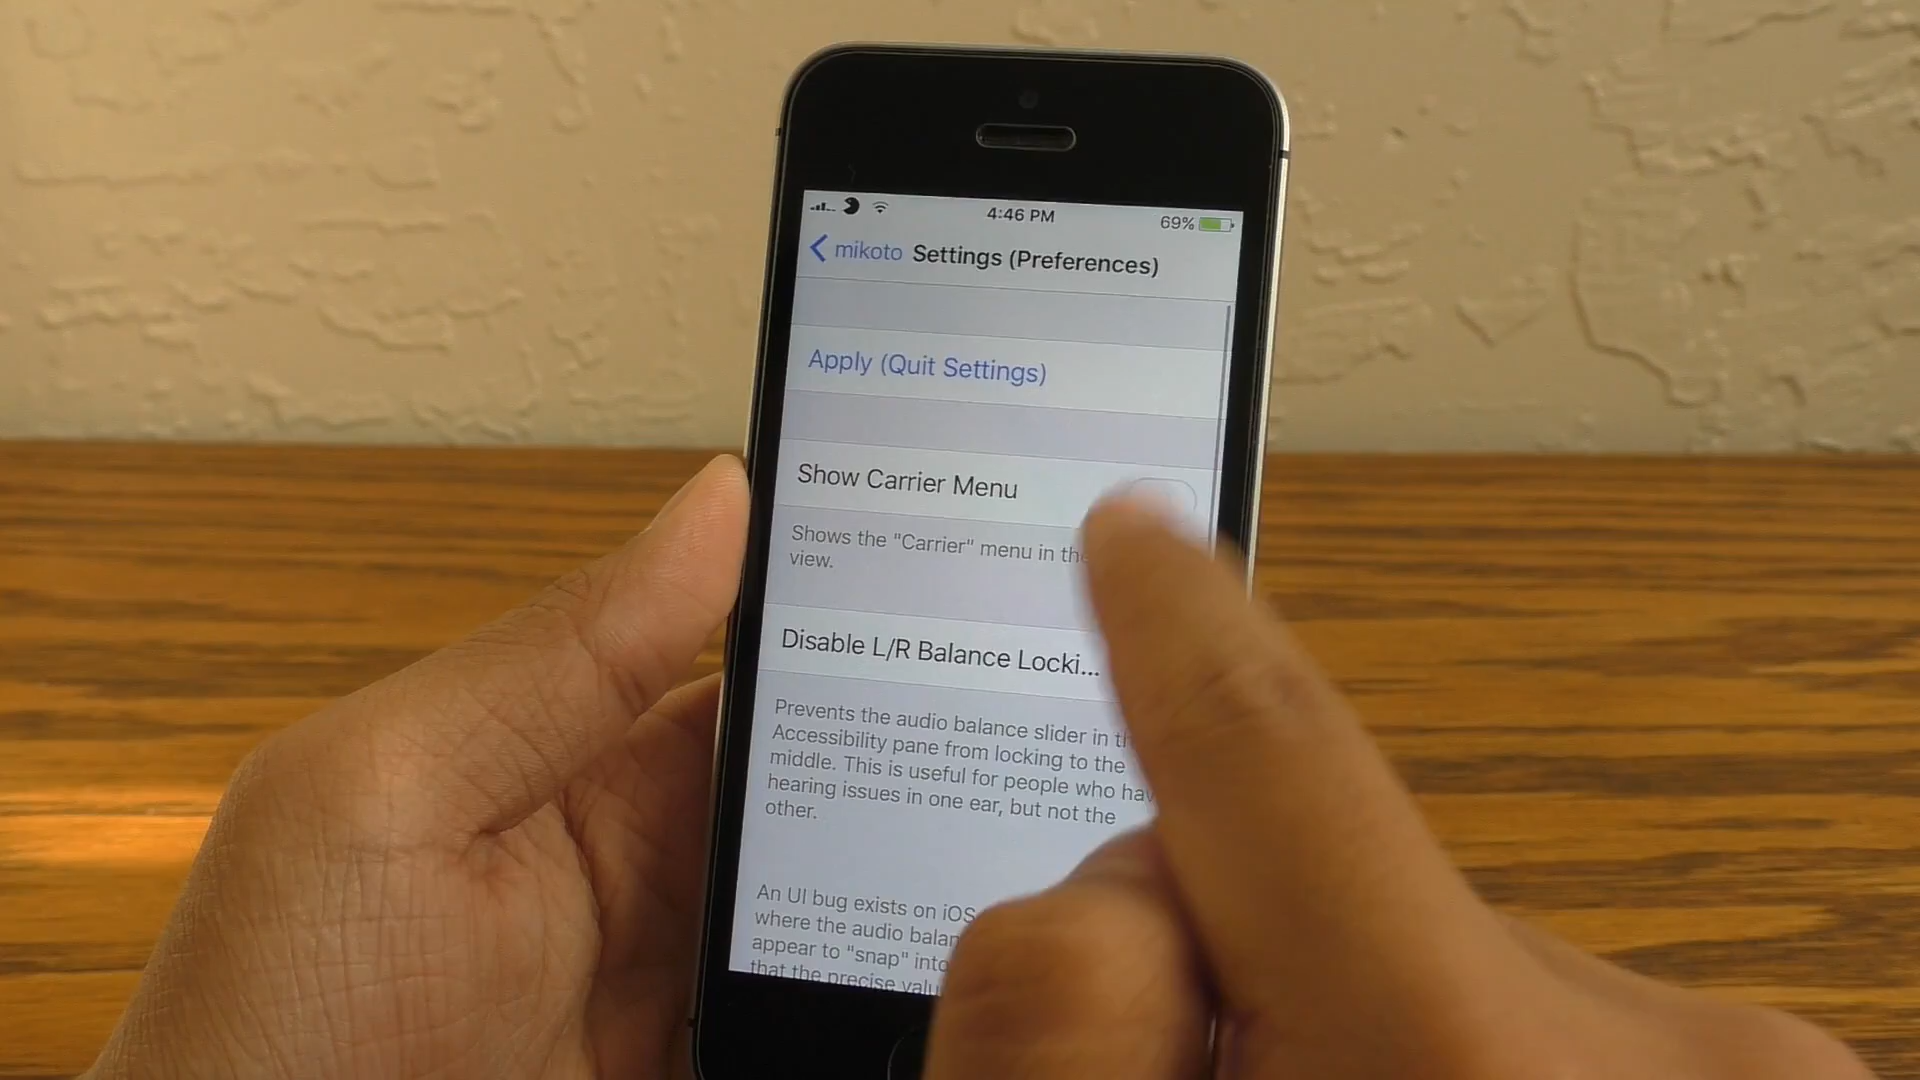 4:46 PM
69%
mikoto Settings (Preferences)
Apply (Quit Settings)
Show Carrier Menu
Shows the "Carrier" menu in the
view.
Disable L/R Balance Locki...
Prevents the audio balance slider in
Accessibility pane from locking to the
middle. This is useful for people who
hearing issues in one ear, but not the
other.
An UI bug exists on iOS
where the audio
appear to "snap" into
that the precise